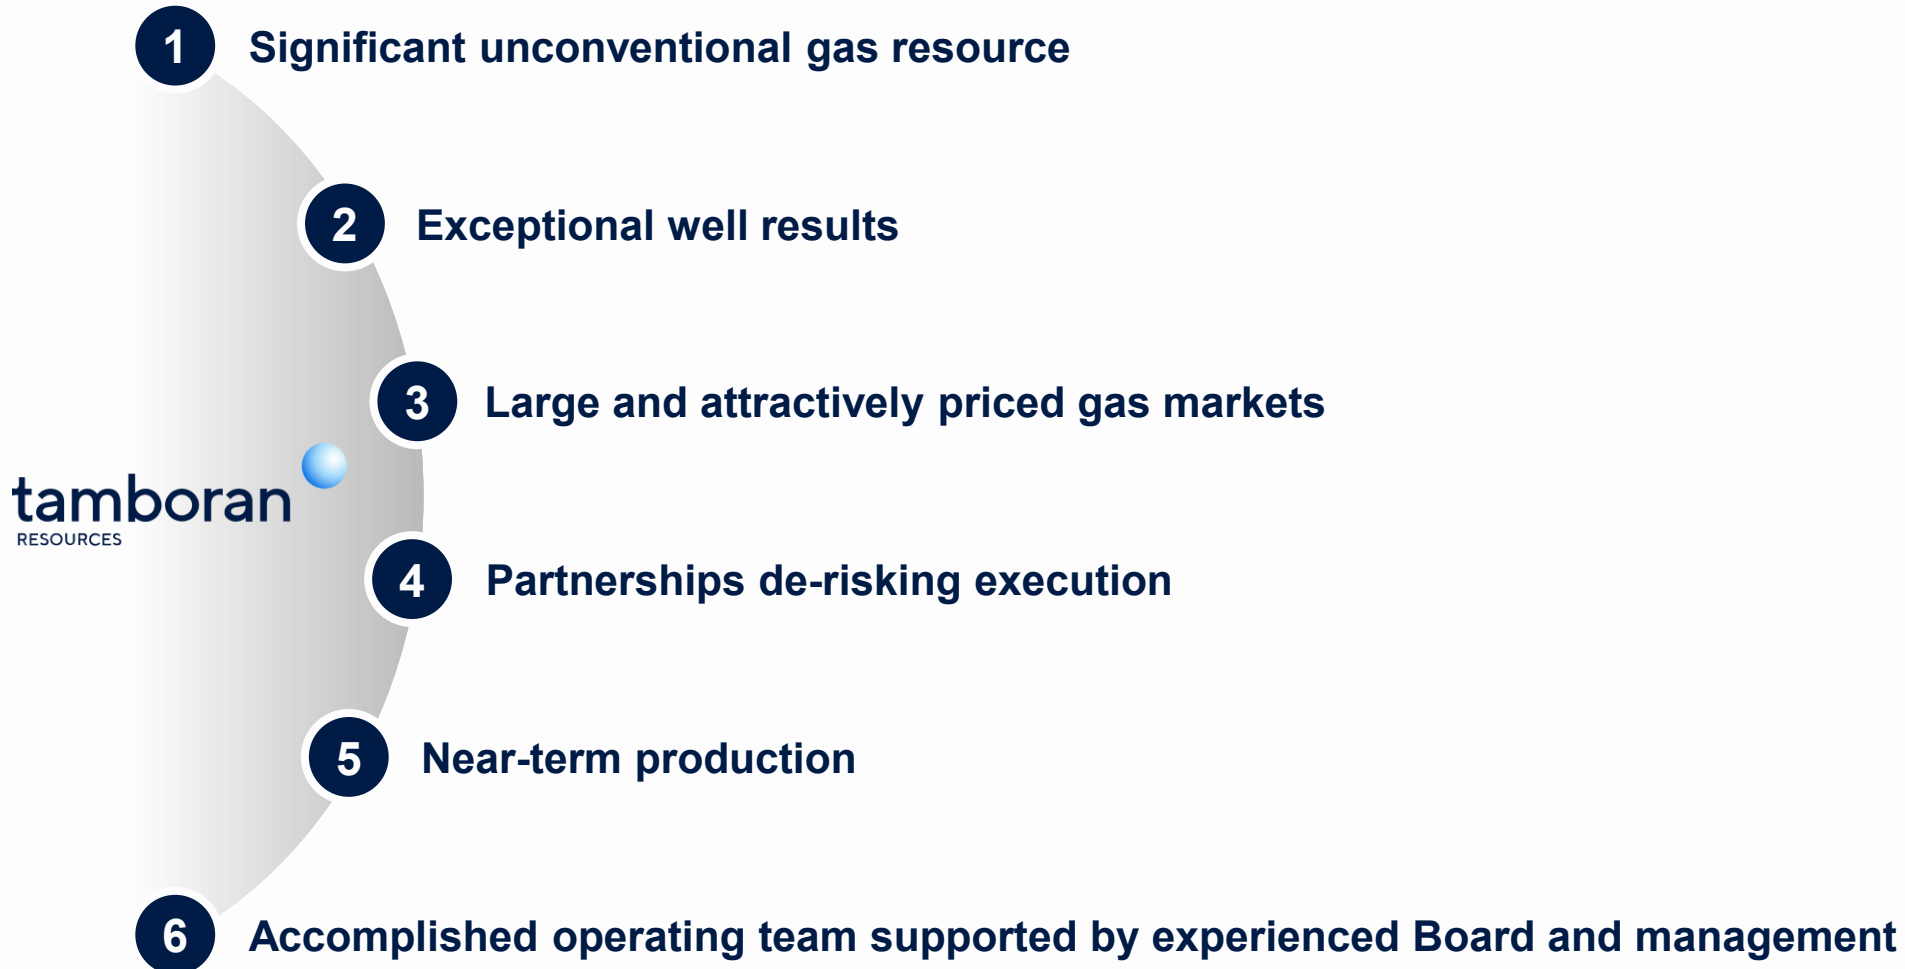 1 Significant unconventional gas resource
2 Exceptional well results
3 Large and attractively priced gas markets
tamboran
RESOURCES
4 Partnerships de-risking execution
5 Near-term production
6 Accomplished operating team supported by experienced Board and management